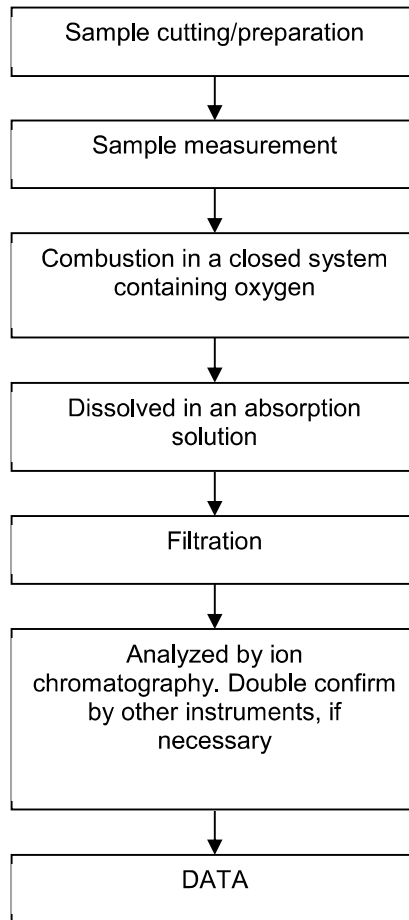 Sample cutting/preparation
Sample measurement
Combustion in a closed system
containing oxygen
Dissolved in an absorption
solution
Filtration
Analyzed by ion
chromatography. Double confirm
by other instruments, if
necessary
DATA